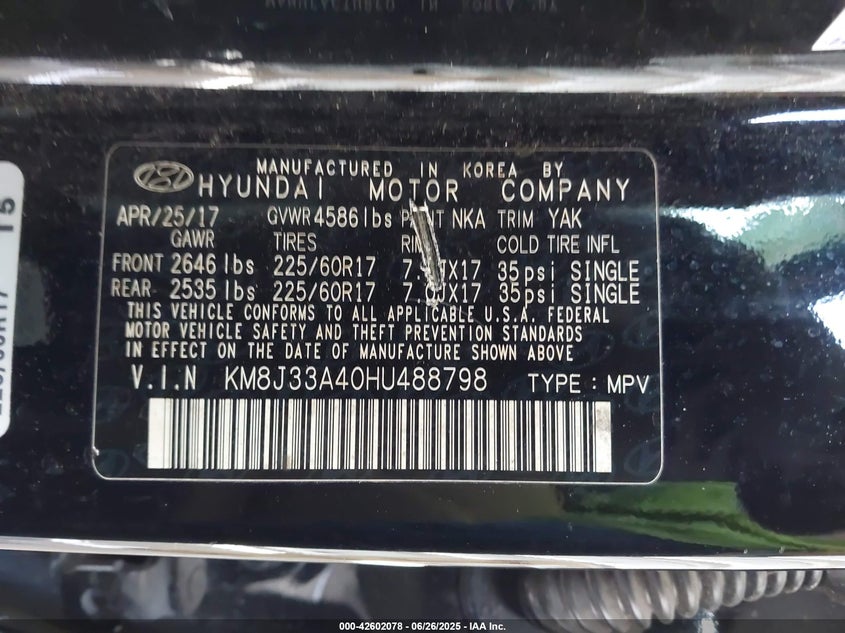 MANUFACTURED IN KOREA BY
HYUNDAI MOTOR COMPANY
APR/25/17 GVWR 4586 lbs NKA TRIM YAK
GAWR TIRES COLD TIRE INFL
FRONT 2646 lbs 225/60R17 35psi SINGLE
REAR 2535 lbs 225/60R17 35psi SINGLE
THIS VEHICLE CONFORMS TO ALL APPLICABLE U.S.A. FEDERAL
MOTOR VEHICLE SAFETY AND THEFT PREVENTION STANDARDS
IN EFFECT ON THE DATE OF MANUFACTURE SHOWN ABOVE
V.I.N KM8J33A40HU488798 TYPE : MPV
000-42602078 / 06/26/2025 - IAA Inc.